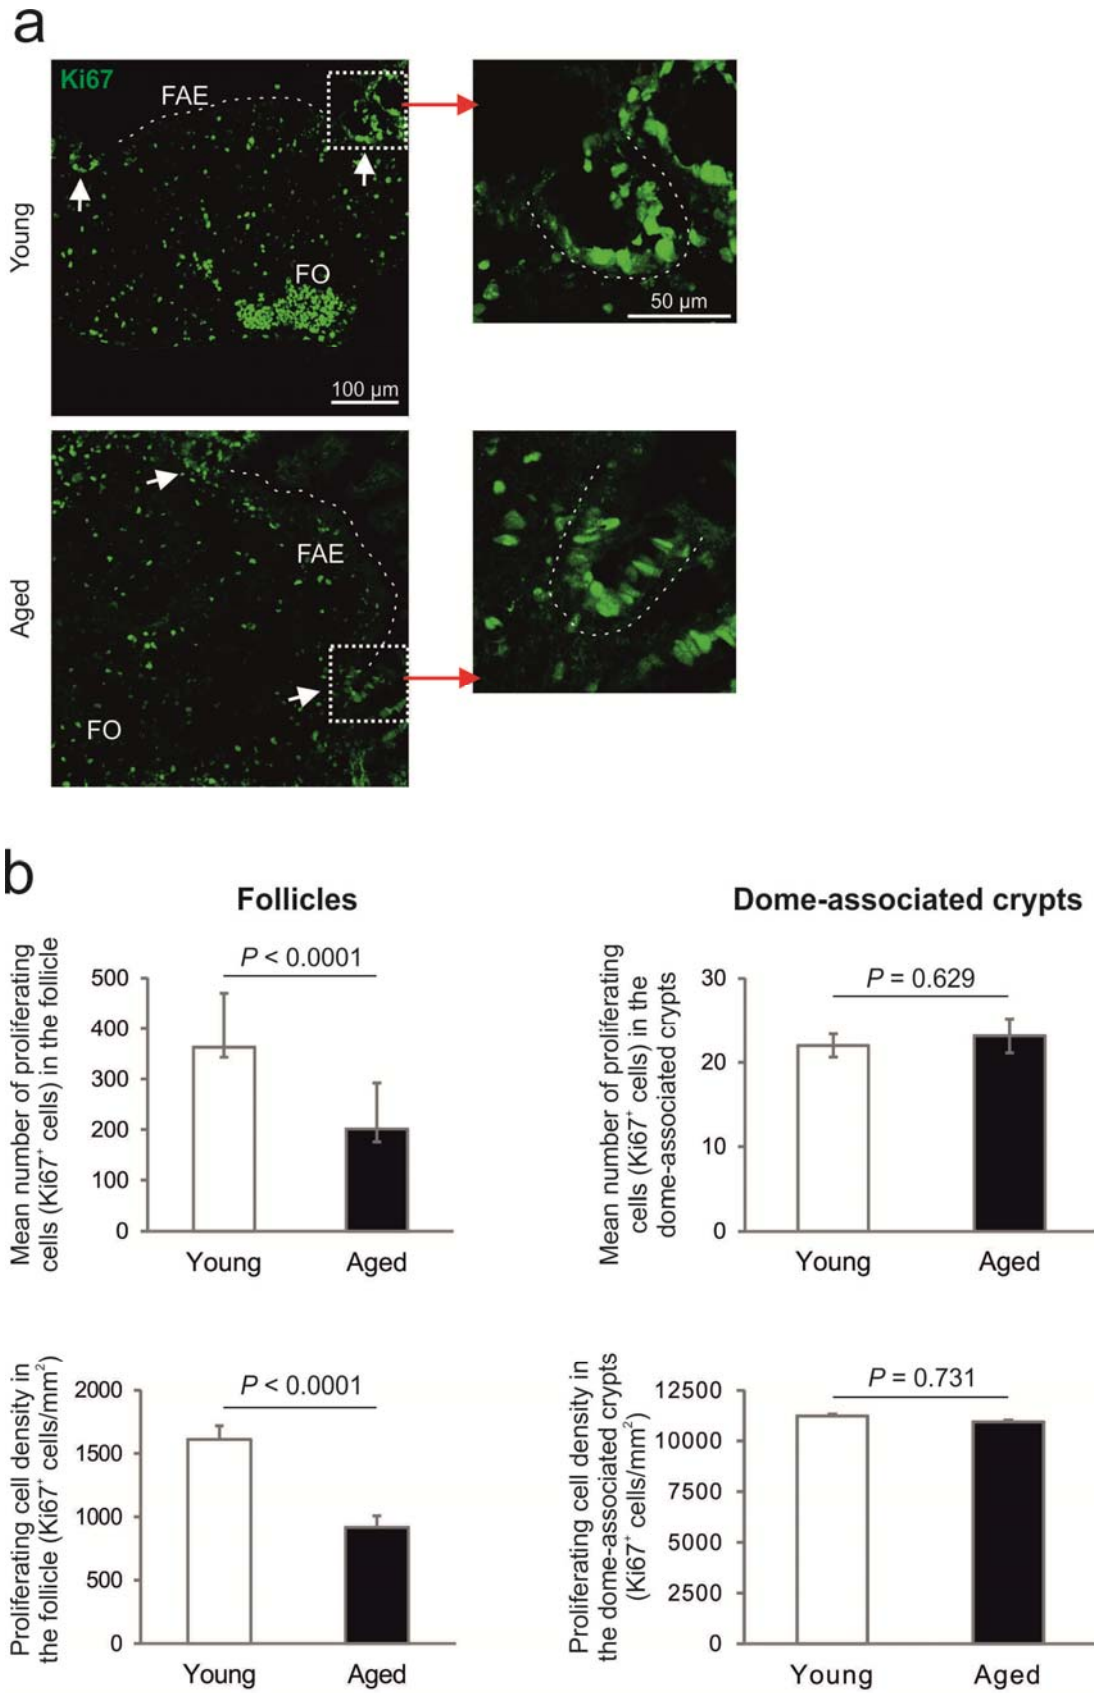 a
Ki67
FAE
FO
100 µm
50 µm
Young
FAE
FO
Aged
b
Follicles
Mean number of proliferating
cells (Ki67⁺ cells) in the follicle
500
400
300
200
100
0
P < 0.0001
Young Aged
Dome-associated crypts
Mean number of proliferating
cells (Ki67⁺ cells) in the
dome-associated crypts
30
20
10
0
P = 0.629
Young Aged
Proliferating cell density in
the follicle (Ki67⁺ cells/mm²)
2000
1500
1000
500
0
P < 0.0001
Young Aged
Proliferating cell density in
the dome-associated crypts
(Ki67⁺ cells/mm²)
12500
10000
7500
5000
2500
0
P = 0.731
Young Aged